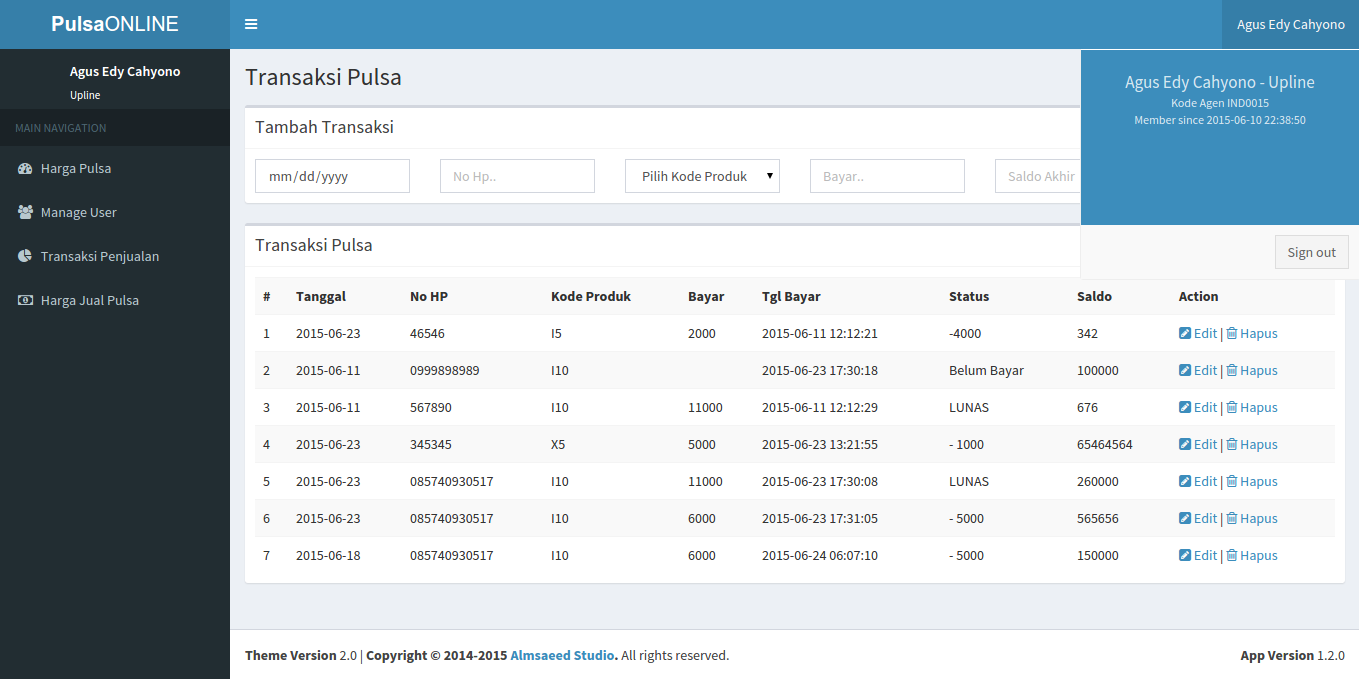 PulsaONLINE
Agus Edy Cahyono
Agus Edy Cahyono
Upline
MAIN NAVIGATION
Harga Pulsa
Manage User
Transaksi Penjualan
Harga Jual Pulsa
Agus Edy Cahyono - Upline
Kode Agen IND0015
Member since 2015-06-10 22:38:50
Sign out
Transaksi Pulsa
Tambah Transaksi
mm/dd/yyyy No Hp.. Pilih Kode Produk Bayar.. Saldo Akhir
Transaksi Pulsa
# Tanggal No HP Kode Produk Bayar Tgl Bayar Status Saldo Action
1 2015-06-23 46546 I5 2000 2015-06-11 12:12:21 -4000 342 Edit | Hapus
2 2015-06-11 0999898989 I10 2015-06-23 17:30:18 Belum Bayar 100000 Edit | Hapus
3 2015-06-11 567890 I10 11000 2015-06-11 12:12:29 LUNAS 676 Edit | Hapus
4 2015-06-23 345345 X5 5000 2015-06-23 13:21:55 - 1000 65464564 Edit | Hapus
5 2015-06-23 085740930517 I10 11000 2015-06-23 17:30:08 LUNAS 260000 Edit | Hapus
6 2015-06-23 085740930517 I10 6000 2015-06-23 17:31:05 - 5000 565656 Edit | Hapus
7 2015-06-18 085740930517 I10 6000 2015-06-24 06:07:10 - 5000 150000 Edit | Hapus
Theme Version 2.0 | Copyright © 2014-2015 Almsaeed Studio. All rights reserved. App Version 1.2.0